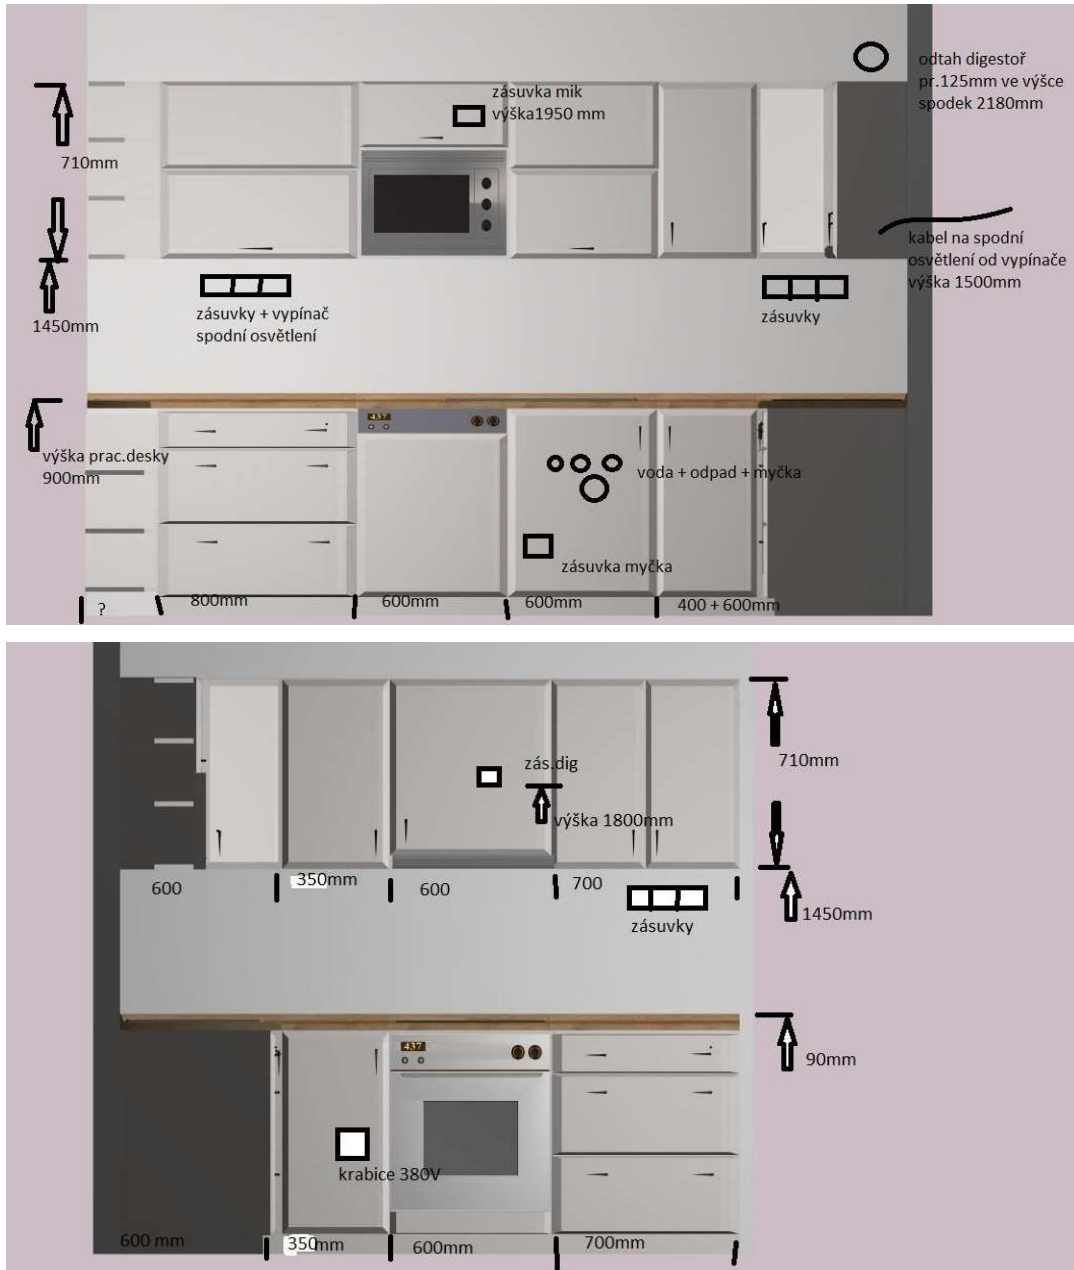 odtah digestoř
pr.125mm ve výšce
spodek 2180mm
zásuvka mik
výška1950 mm
710mm
kabel na spodní
osvětlení od vypínače
výška 1500mm
1450mm
zásuvky + vypínač
spodní osvětlení
zásuvky
437
výška prac.desky
900mm
voda + odpad + myčka
zásuvka myčka
?
800mm
600mm
600mm
400 + 600mm
710mm
zás.dig
výška 1800mm
600
350mm
600
700
1450mm
zásuvky
437
90mm
krabice 380V
600 mm
350mm
600mm
700mm